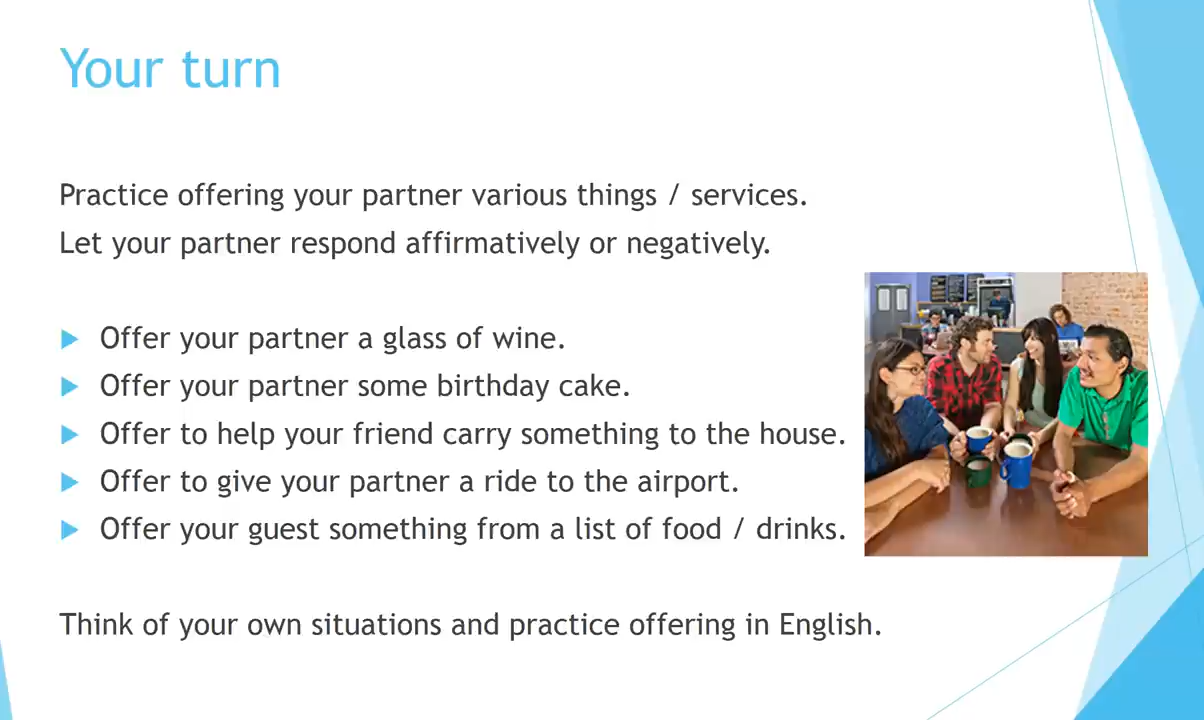 Your turn
Practice offering your partner various things / services.
Let your partner respond affirmatively or negatively.
Offer your partner a glass of wine.
Offer your partner some birthday cake.
Offer to help your friend carry something to the house.
Offer to give your partner a ride to the airport.
Offer your guest something from a list of food / drinks.
Think of your own situations and practice offering in English.